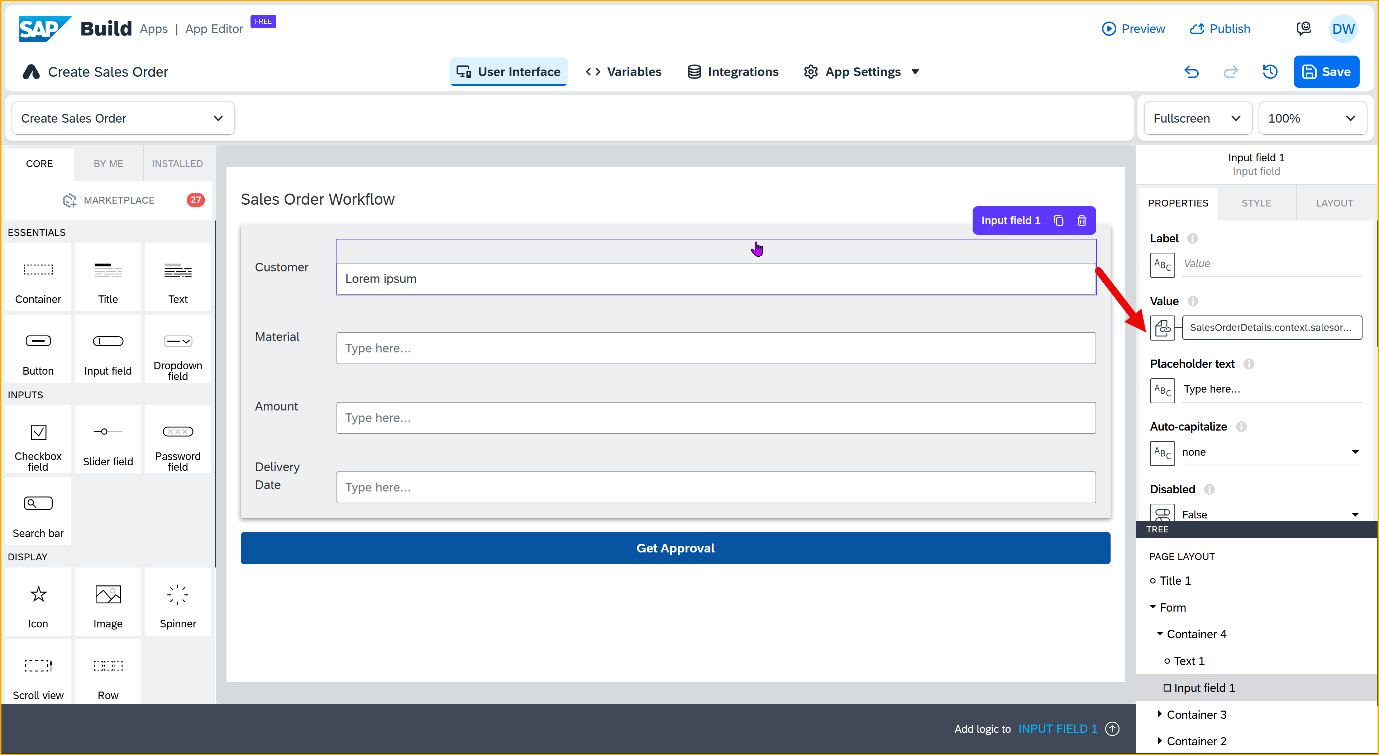 SAP Build Apps | App Editor FREE
Preview
Publish
DW
Create Sales Order
User Interface
Variables
Integrations
App Settings
Save
Create Sales Order
Fullscreen
100%
CORE
BY ME
INSTALLED
MARKETPLACE
27
ESSENTIALS
Container
Title
Text
Button
Input field
Dropdown
field
INPUTS
Checkbox
field
Slider field
Password
field
Search bar
DISPLAY
Icon
Image
Spinner
Scroll view
Row
Sales Order Workflow
Input field 1
Customer
Lorem ipsum
Material
Type here...
Amount
Type here...
Delivery
Date
Type here...
Get Approval
Add logic to INPUT FIELD 1
Input field 1
Input field
PROPERTIES
STYLE
LAYOUT
Label
ABC
Value
Value
SalesOrderDetails.context.salesor...
Placeholder text
ABC
Type here...
Auto-capitalize
ABC
none
Disabled
False
TREE
PAGE LAYOUT
Title 1
Form
Container 4
Text 1
Input field 1
Container 3
Container 2